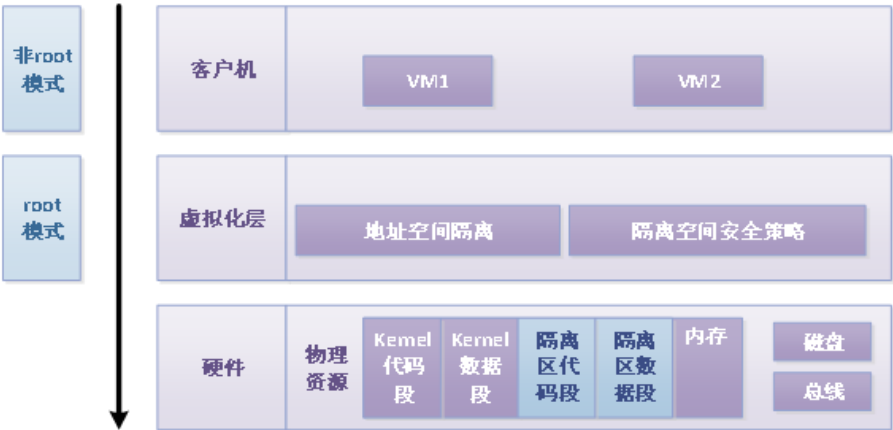 非root
模式
客户机
VM1
VM2
root
模式
虚拟化层
地址空间隔离
隔离空间安全策略
硬件
物理
资源
Kernel
代码
段
Kernel
数据
段
隔离
区代
码段
隔离
区数
据段
内存
磁盘
总线